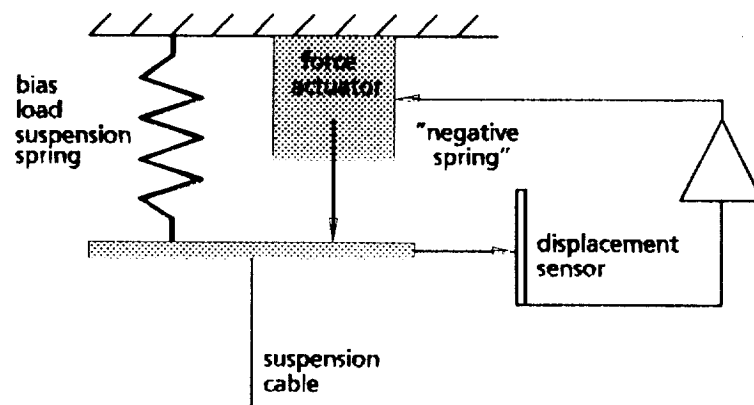 force
actuator
bias
load
suspension
spring
"negative
spring"
displacement
sensor
suspension
cable